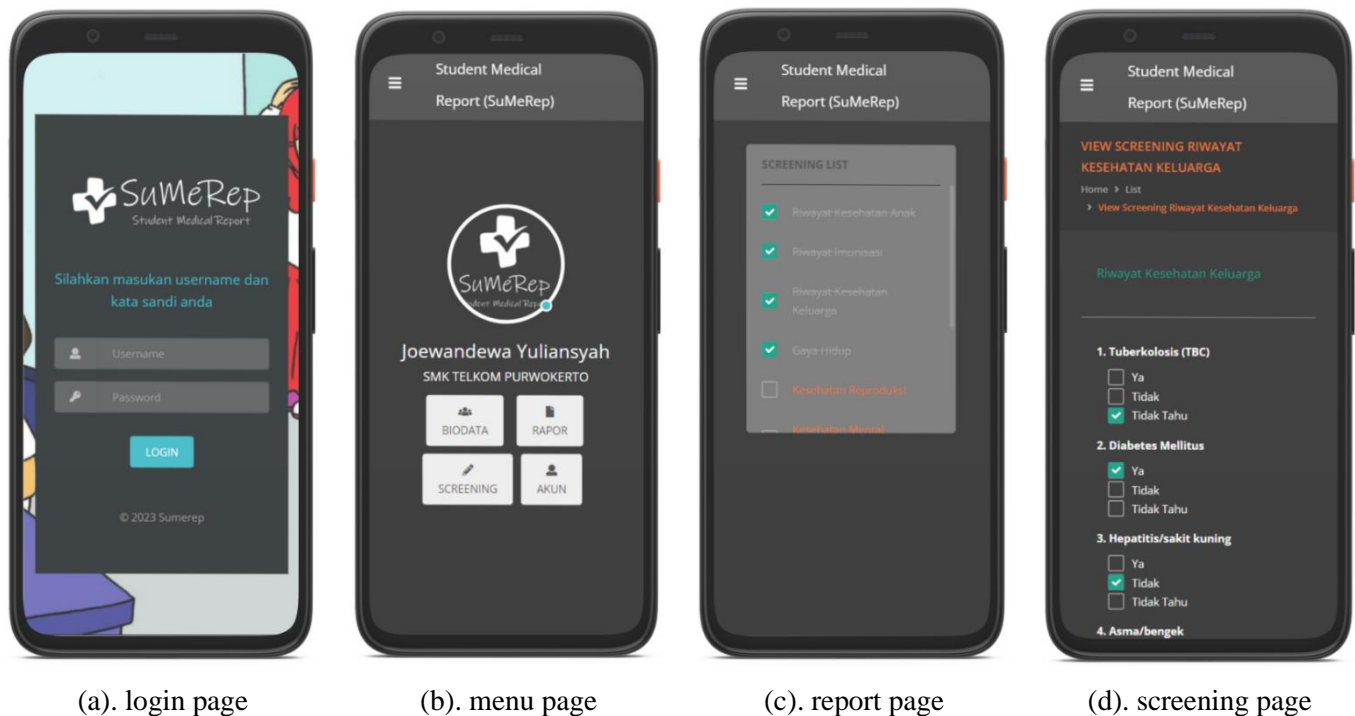 SuMeRep
Student Medical Report
Silahkan masukan username dan
kata sandi anda
Username
Password
LOGIN
© 2023 Sumerep
(a). login page
Student Medical
Report (SuMeRep)
SuMeRep
Student Medical Report
Joewandewa Yuliansyah
SMK TELKOM PURWOKERTO
BIODATA
RAPOR
SCREENING
AKUN
(b). menu page
Student Medical
Report (SuMeRep)
SCREENING LIST
Riwayat Kesehatan Anak
Riwayat Imunisasi
Riwayat Kesehatan
Keluarga
Gaya Hidup
Kesehatan Reproduksi
Kesehatan Mental
(c). report page
Student Medical
Report (SuMeRep)
VIEW SCREENING RIWAYAT
KESEHATAN KELUARGA
Home > List
> View Screening Riwayat Kesehatan Keluarga
Riwayat Kesehatan Keluarga
1. Tuberkolosis (TBC)
Ya
Tidak
Tidak Tahu
2. Diabetes Mellitus
Ya
Tidak
Tidak Tahu
3. Hepatitis/sakit kuning
Ya
Tidak
Tidak Tahu
4. Asma/bengek
(d). screening page